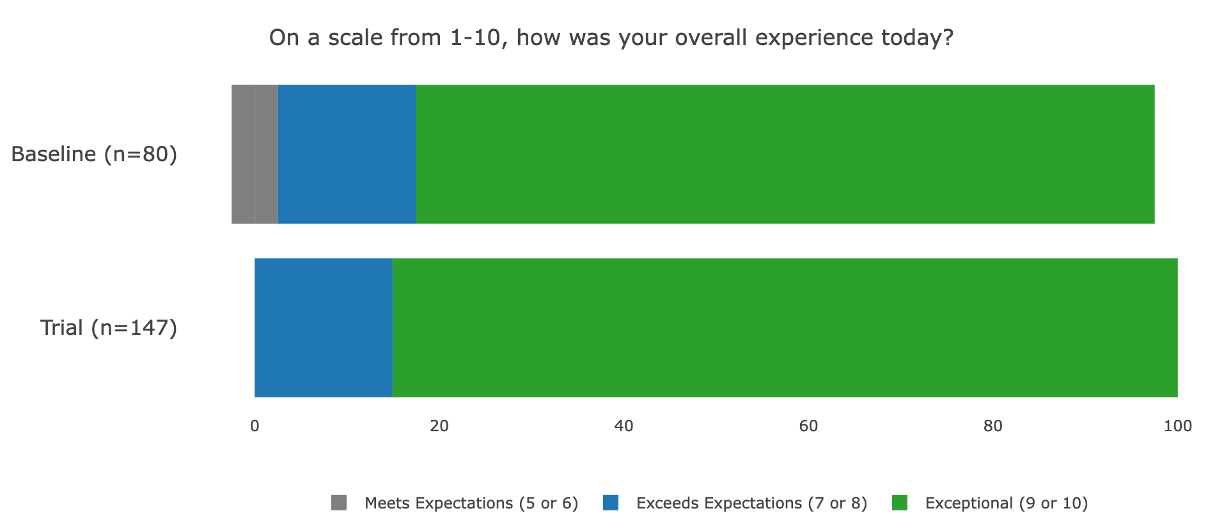 On a scale from 1-10, how was your overall experience today?
Baseline (n=80)
Trial (n=147)
0 20 40 60 80 100
Meets Expectations (5 or 6) Exceeds Expectations (7 or 8) Exceptional (9 or 10)